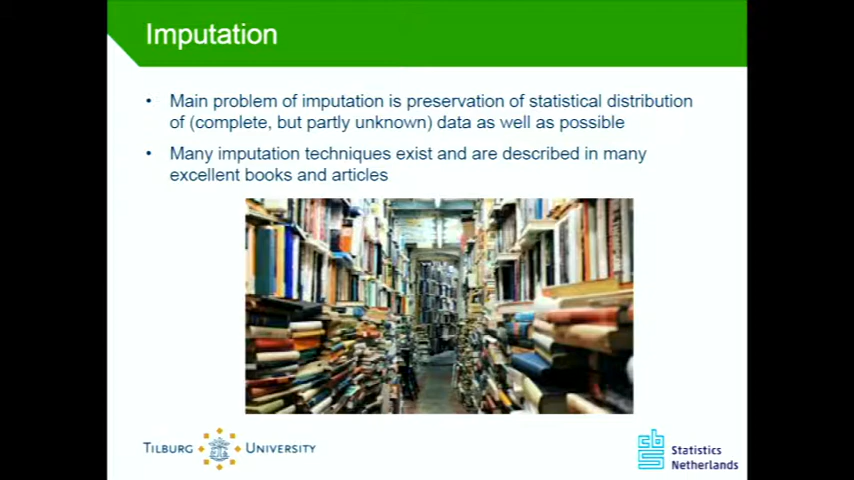 Imputation
• Main problem of imputation is preservation of statistical distribution
of (complete, but partly unknown) data as well as possible
• Many imputation techniques exist and are described in many
excellent books and articles
TILBURG UNIVERSITY
cbs
Statistics
Netherlands